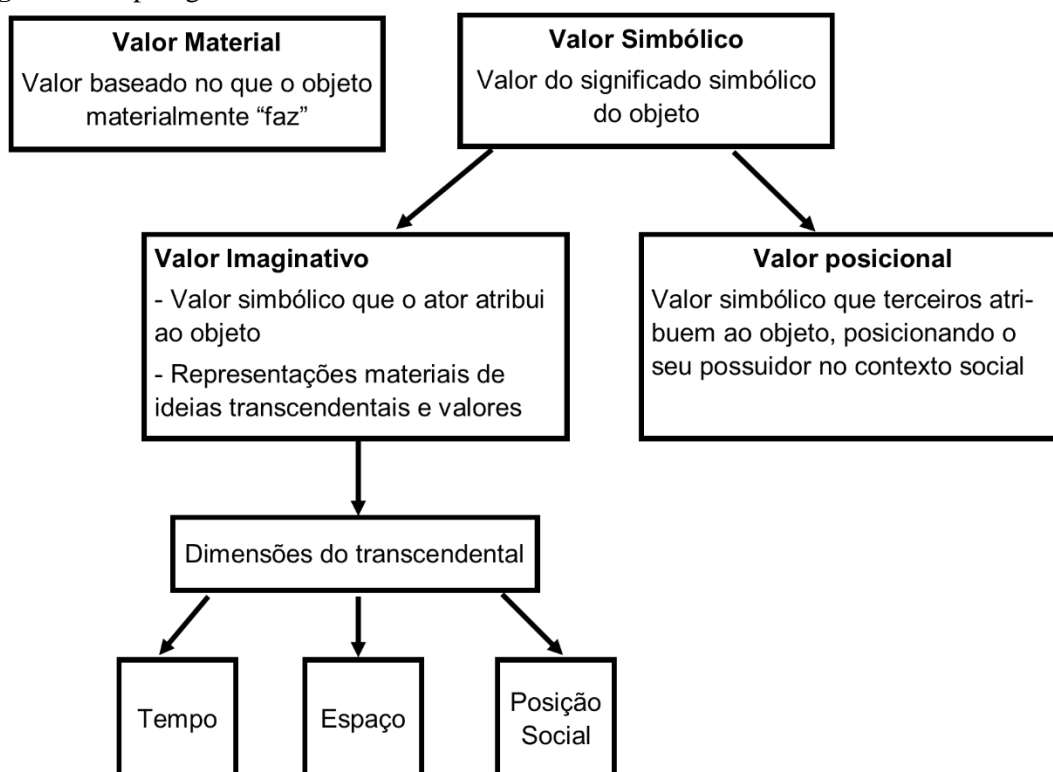 Valor Material
Valor baseado no que o objeto
materialmente “faz”
Valor Simbólico
Valor do significado simbólico
do objeto
Valor Imaginativo
- Valor simbólico que o ator atribui
ao objeto
- Representações materiais de
ideias transcendentais e valores
Valor posicional
Valor simbólico que terceiros atri-
buem ao objeto, posicionando o
seu possuidor no contexto social
Dimensões do transcendental
Tempo
Espaço
Posição
Social